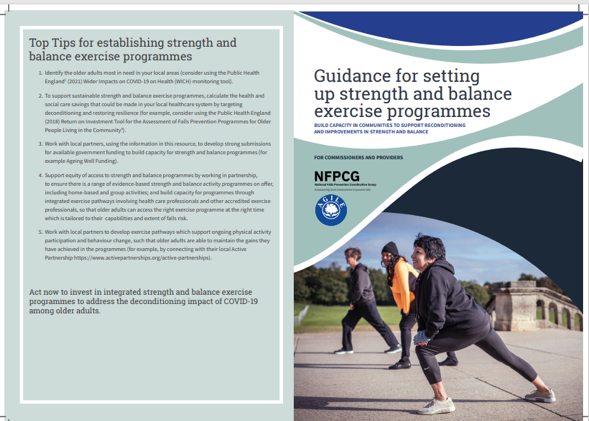 Top Tips for establishing strength and
balance exercise programmes
1. Identify the older adults most in need in your local areas (consider using the Public Health
England' (2021) Wider Impacts on COVID-19 on Health (WICH) monitoring tool).
2. To support sustainable strength and balance exercise programmes, calculate the health and
social care savings that could be made in your local healthcare system by targeting
deconditioning and restoring resilience (for example, consider using the Public Health England
(2018) Return on Investment Tool for the Assessment of Falls Prevention Programmes for Older
People Living in the Community").
3. Work with local partners, using the information in this resource, to develop strong submissions
for available government funding to build capacity for strength and balance programmes (for
example Ageing Well Funding).
4. Support equity of access to strength and balance programmes by working in partnership,
to ensure there is a range of evidence-based strength and balance activity programmes on offer,
including home-based and group activities; and build capacity for programmes through
integrated exercise pathways involving health care professionals and other accredited exercise
professionals, so that older adults can access the right exercise programme at the right time
which is tailored to their capabilities and extent of falls risk.
5. Work with local partners to develop exercise pathways which support ongoing physical activity
participation and behaviour change, such that older adults are able to maintain the gains they
have achieved in the programmes (for example, by connecting with their local Active
Partnership https://www.activepartnerships.org/active-partnerships).
Act now to invest in integrated strength and balance exercise
programmes to address the deconditioning impact of COVID-19
among older adults.
Guidance for setting
up strength and balance
exercise programmes
BUILD CAPACITY IN COMMUNITIES TO SUPPORT RECONDITIONING
AND IMPROVEMENTS IN STRENGTH AND BALANCE
FOR COMMISSIONERS AND PROVIDERS
NFPCG
National Falls Prevention Coordination Group
AGILE